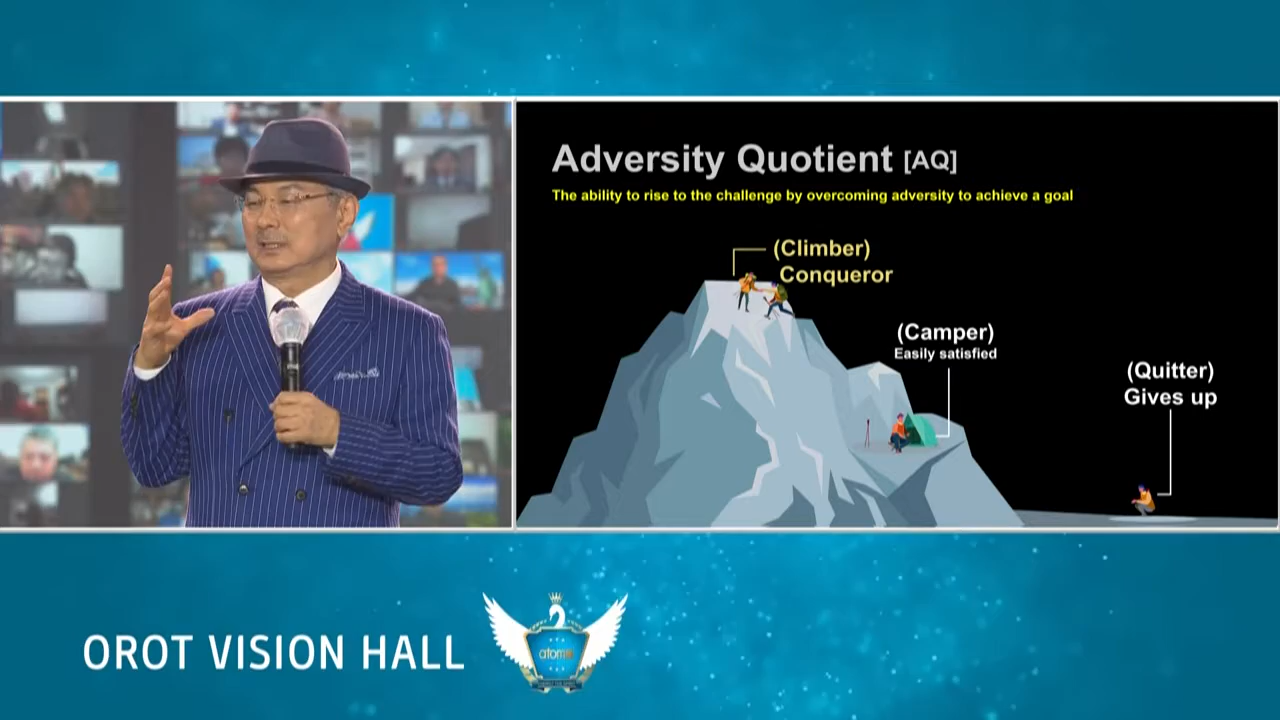 Adversity Quotient [AQ]
The ability to rise to the challenge by overcoming adversity to achieve a goal
(Climber)
Conqueror
(Camper)
Easily satisfied
(Quitter)
Gives up
OROT VISION HALL
atomy